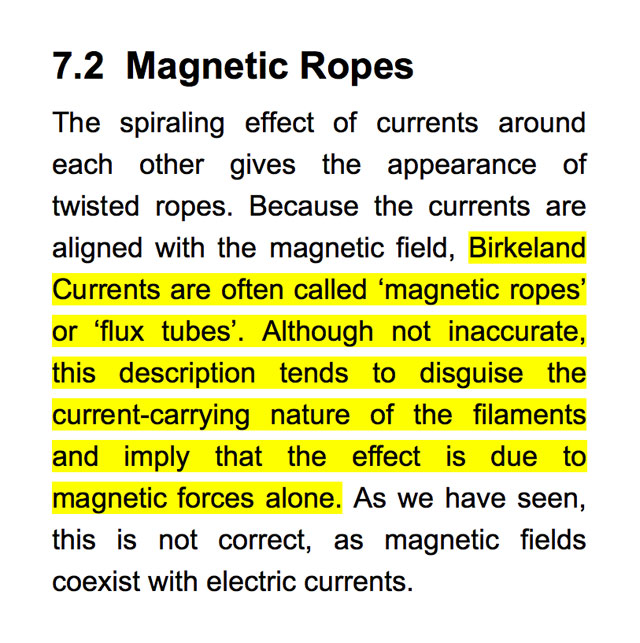 7.2 Magnetic Ropes
The spiraling effect of currents around
each other gives the appearance of
twisted ropes. Because the currents are
aligned with the magnetic field, Birkeland
Currents are often called ‘magnetic ropes’
or ‘flux tubes’. Although not inaccurate,
this description tends to disguise the
current-carrying nature of the filaments
and imply that the effect is due to
magnetic forces alone. As we have seen,
this is not correct, as magnetic fields
coexist with electric currents.